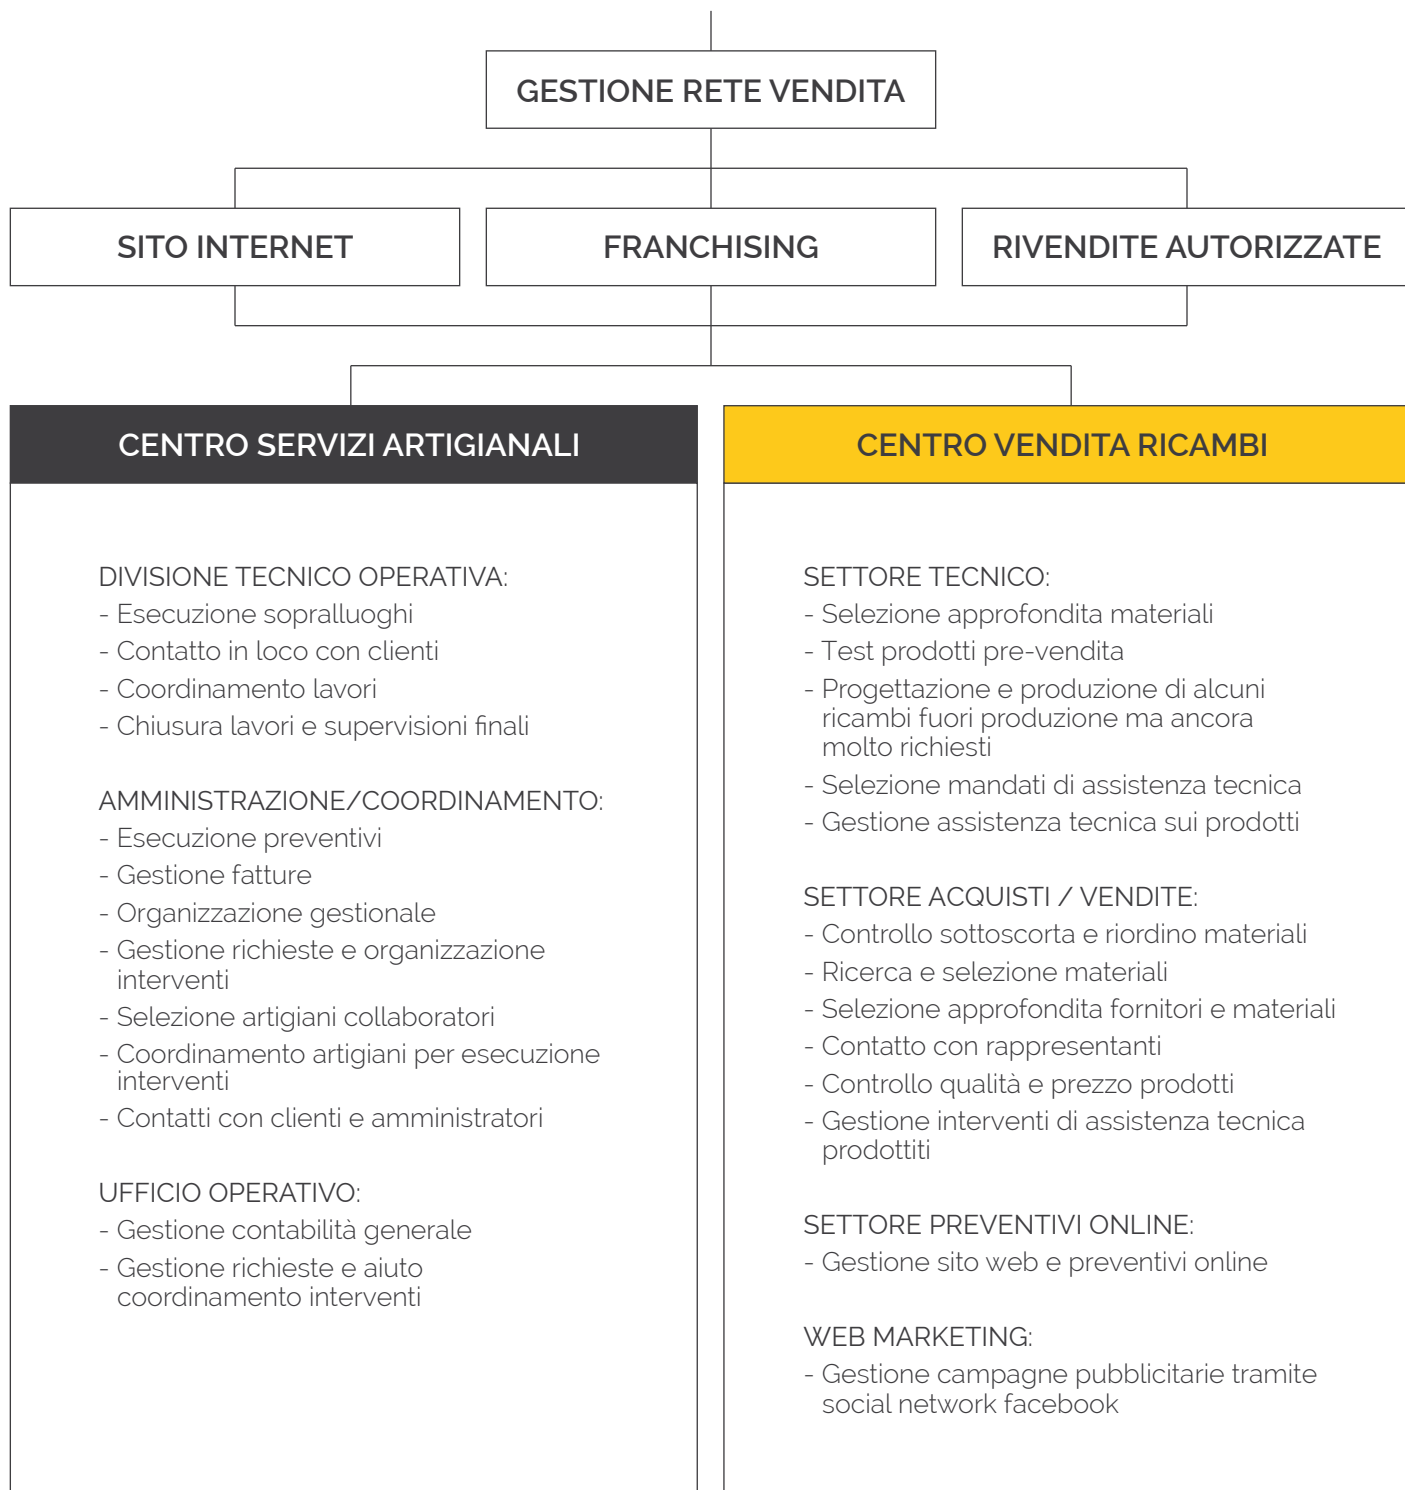 GESTIONE RETE VENDITA
SITO INTERNET
FRANCHISING
RIVENDITE AUTORIZZATE
CENTRO SERVIZI ARTIGIANALI
DIVISIONE TECNICO OPERATIVA:
- Esecuzione sopralluoghi
- Contatto in loco con clienti
- Coordinamento lavori
- Chiusura lavori e supervisioni finali
AMMINISTRAZIONE/COORDINAMENTO:
- Esecuzione preventivi
- Gestione fatture
- Organizzazione gestionale
- Gestione richieste e organizzazione
interventi
- Selezione artigiani collaboratori
- Coordinamento artigiani per esecuzione
interventi
- Contatti con clienti e amministratori
UFFICIO OPERATIVO:
- Gestione contabilità generale
- Gestione richieste e aiuto
coordinamento interventi
CENTRO VENDITA RICAMBI
SETTORE TECNICO:
- Selezione approfondita materiali
- Test prodotti pre-vendita
- Progettazione e produzione di alcuni
ricambi fuori produzione ma ancora
molto richiesti
- Selezione mandati di assistenza tecnica
- Gestione assistenza tecnica sui prodotti
SETTORE ACQUISTI / VENDITE:
- Controllo sottoscorta e riordino materiali
- Ricerca e selezione materiali
- Selezione approfondita fornitori e materiali
- Contatto con rappresentanti
- Controllo qualità e prezzo prodotti
- Gestione interventi di assistenza tecnica
prodottiti
SETTORE PREVENTIVI ONLINE:
- Gestione sito web e preventivi online
WEB MARKETING:
- Gestione campagne pubblicitarie tramite
social network facebook